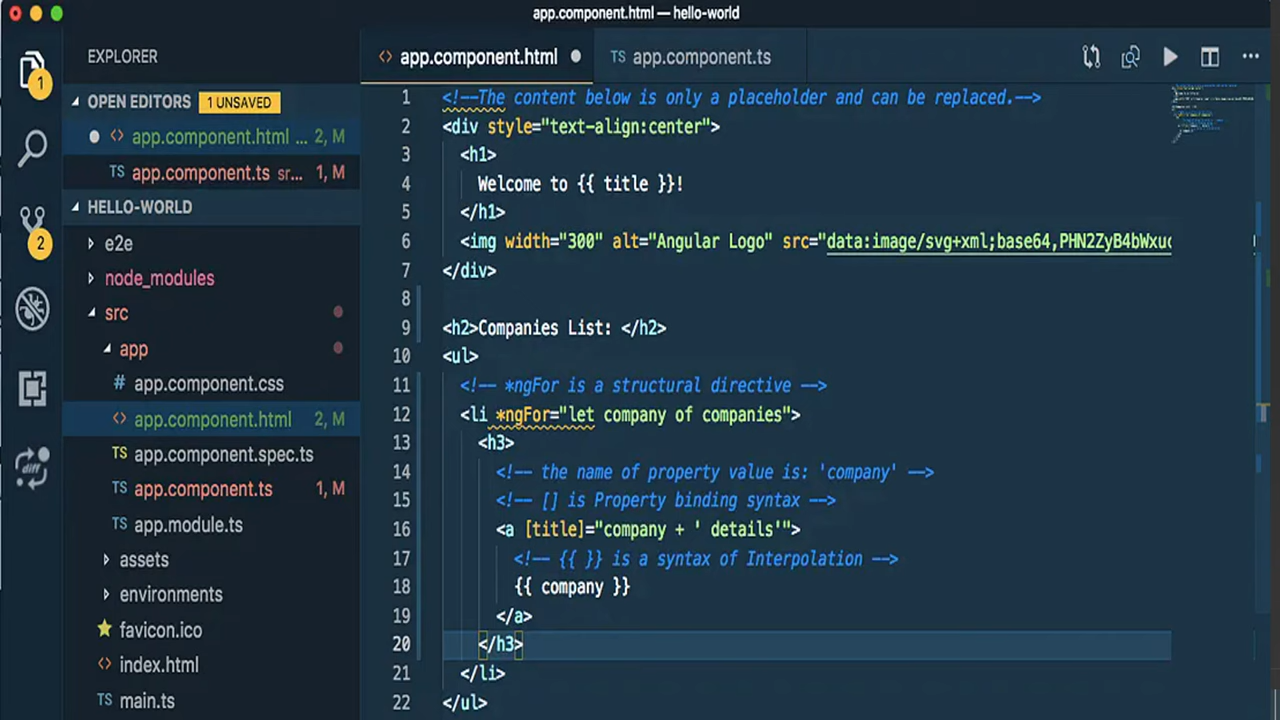 app.component.html — hello-world
EXPLORER
OPEN EDITORS 1 UNSAVED
app.component.html ... 2, M
TS app.component.ts sr... 1, M
HELLO-WORLD
e2e
node_modules
src
app
# app.component.css
<> app.component.html 2, M
TS app.component.spec.ts
TS app.component.ts 1, M
TS app.module.ts
assets
environments
favicon.ico
<> index.html
TS main.ts
1
2
diff
<> app.component.html
TS app.component.ts
1 <!--The content below is only a placeholder and can be replaced.-->
2 <div style="text-align:center">
3 <h1>
4 Welcome to {{ title }}!
5 </h1>
6 <img width="300" alt="Angular Logo" src="data:image/svg+xml;base64,PHN2ZyB4bWxuc
7 </div>
8
9 <h2>Companies List: </h2>
10 <ul>
11 <!-- *ngFor is a structural directive -->
12 <li *ngFor="let company of companies">
13 <h3>
14 <!-- the name of property value is: 'company' -->
15 <!-- [] is Property binding syntax -->
16 <a [title]="company + ' details'">
17 <!-- {{ }} is a syntax of Interpolation -->
18 {{ company }}
19 </a>
20 </h3>
21 </li>
22 </ul>